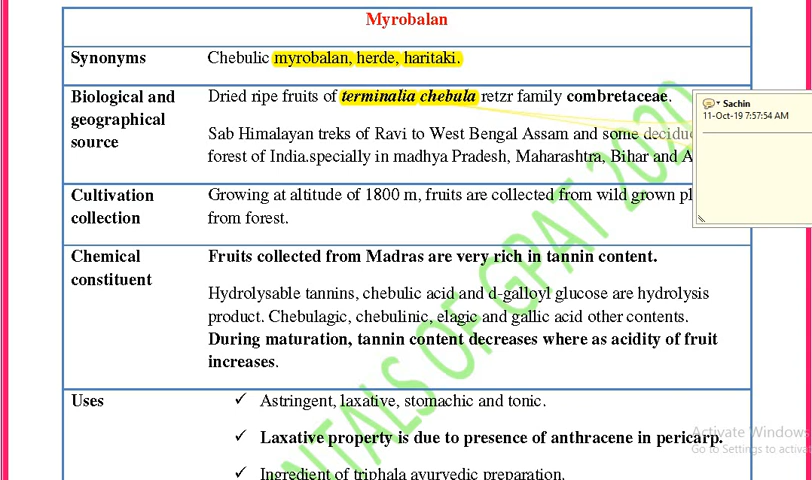 Myrobalan
Synonyms
Chebulic myrobalan, herde, haritaki.
Biological and
geographical
source
Dried ripe fruits of terminalia chebula retzr family combretaceae.
Sab Himalayan treks of Ravi to West Bengal Assam and some decidu
forest of India.specially in madhya Pradesh, Maharashtra, Bihar and A
Sachin
11-Oct-19 7:57:54 AM
Cultivation
collection
Growing at altitude of 1800 m, fruits are collected from wild grown pl
from forest.
Chemical
constituent
Fruits collected from Madras are very rich in tannin content.
Hydrolysable tannins, chebulic acid and d-galloyl glucose are hydrolysis
product. Chebulagic, chebulinic, elagic and gallic acid other contents.
During maturation, tannin content decreases where as acidity of fruit
increases.
Uses
✓ Astringent, laxative, stomachic and tonic.
✓ Laxative property is due to presence of anthracene in pericarp.
✓ Ingredient of triphala ayurvedic preparation.
NTALS OF GPAT 2020
Activate Windows
Go to Settings to activa